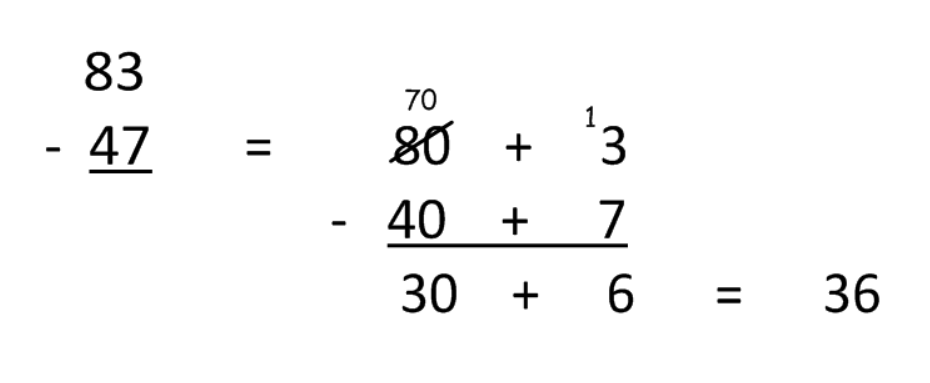 83
- 47 =
70
80 + ¹3
- 40 + 7
30 + 6 = 36